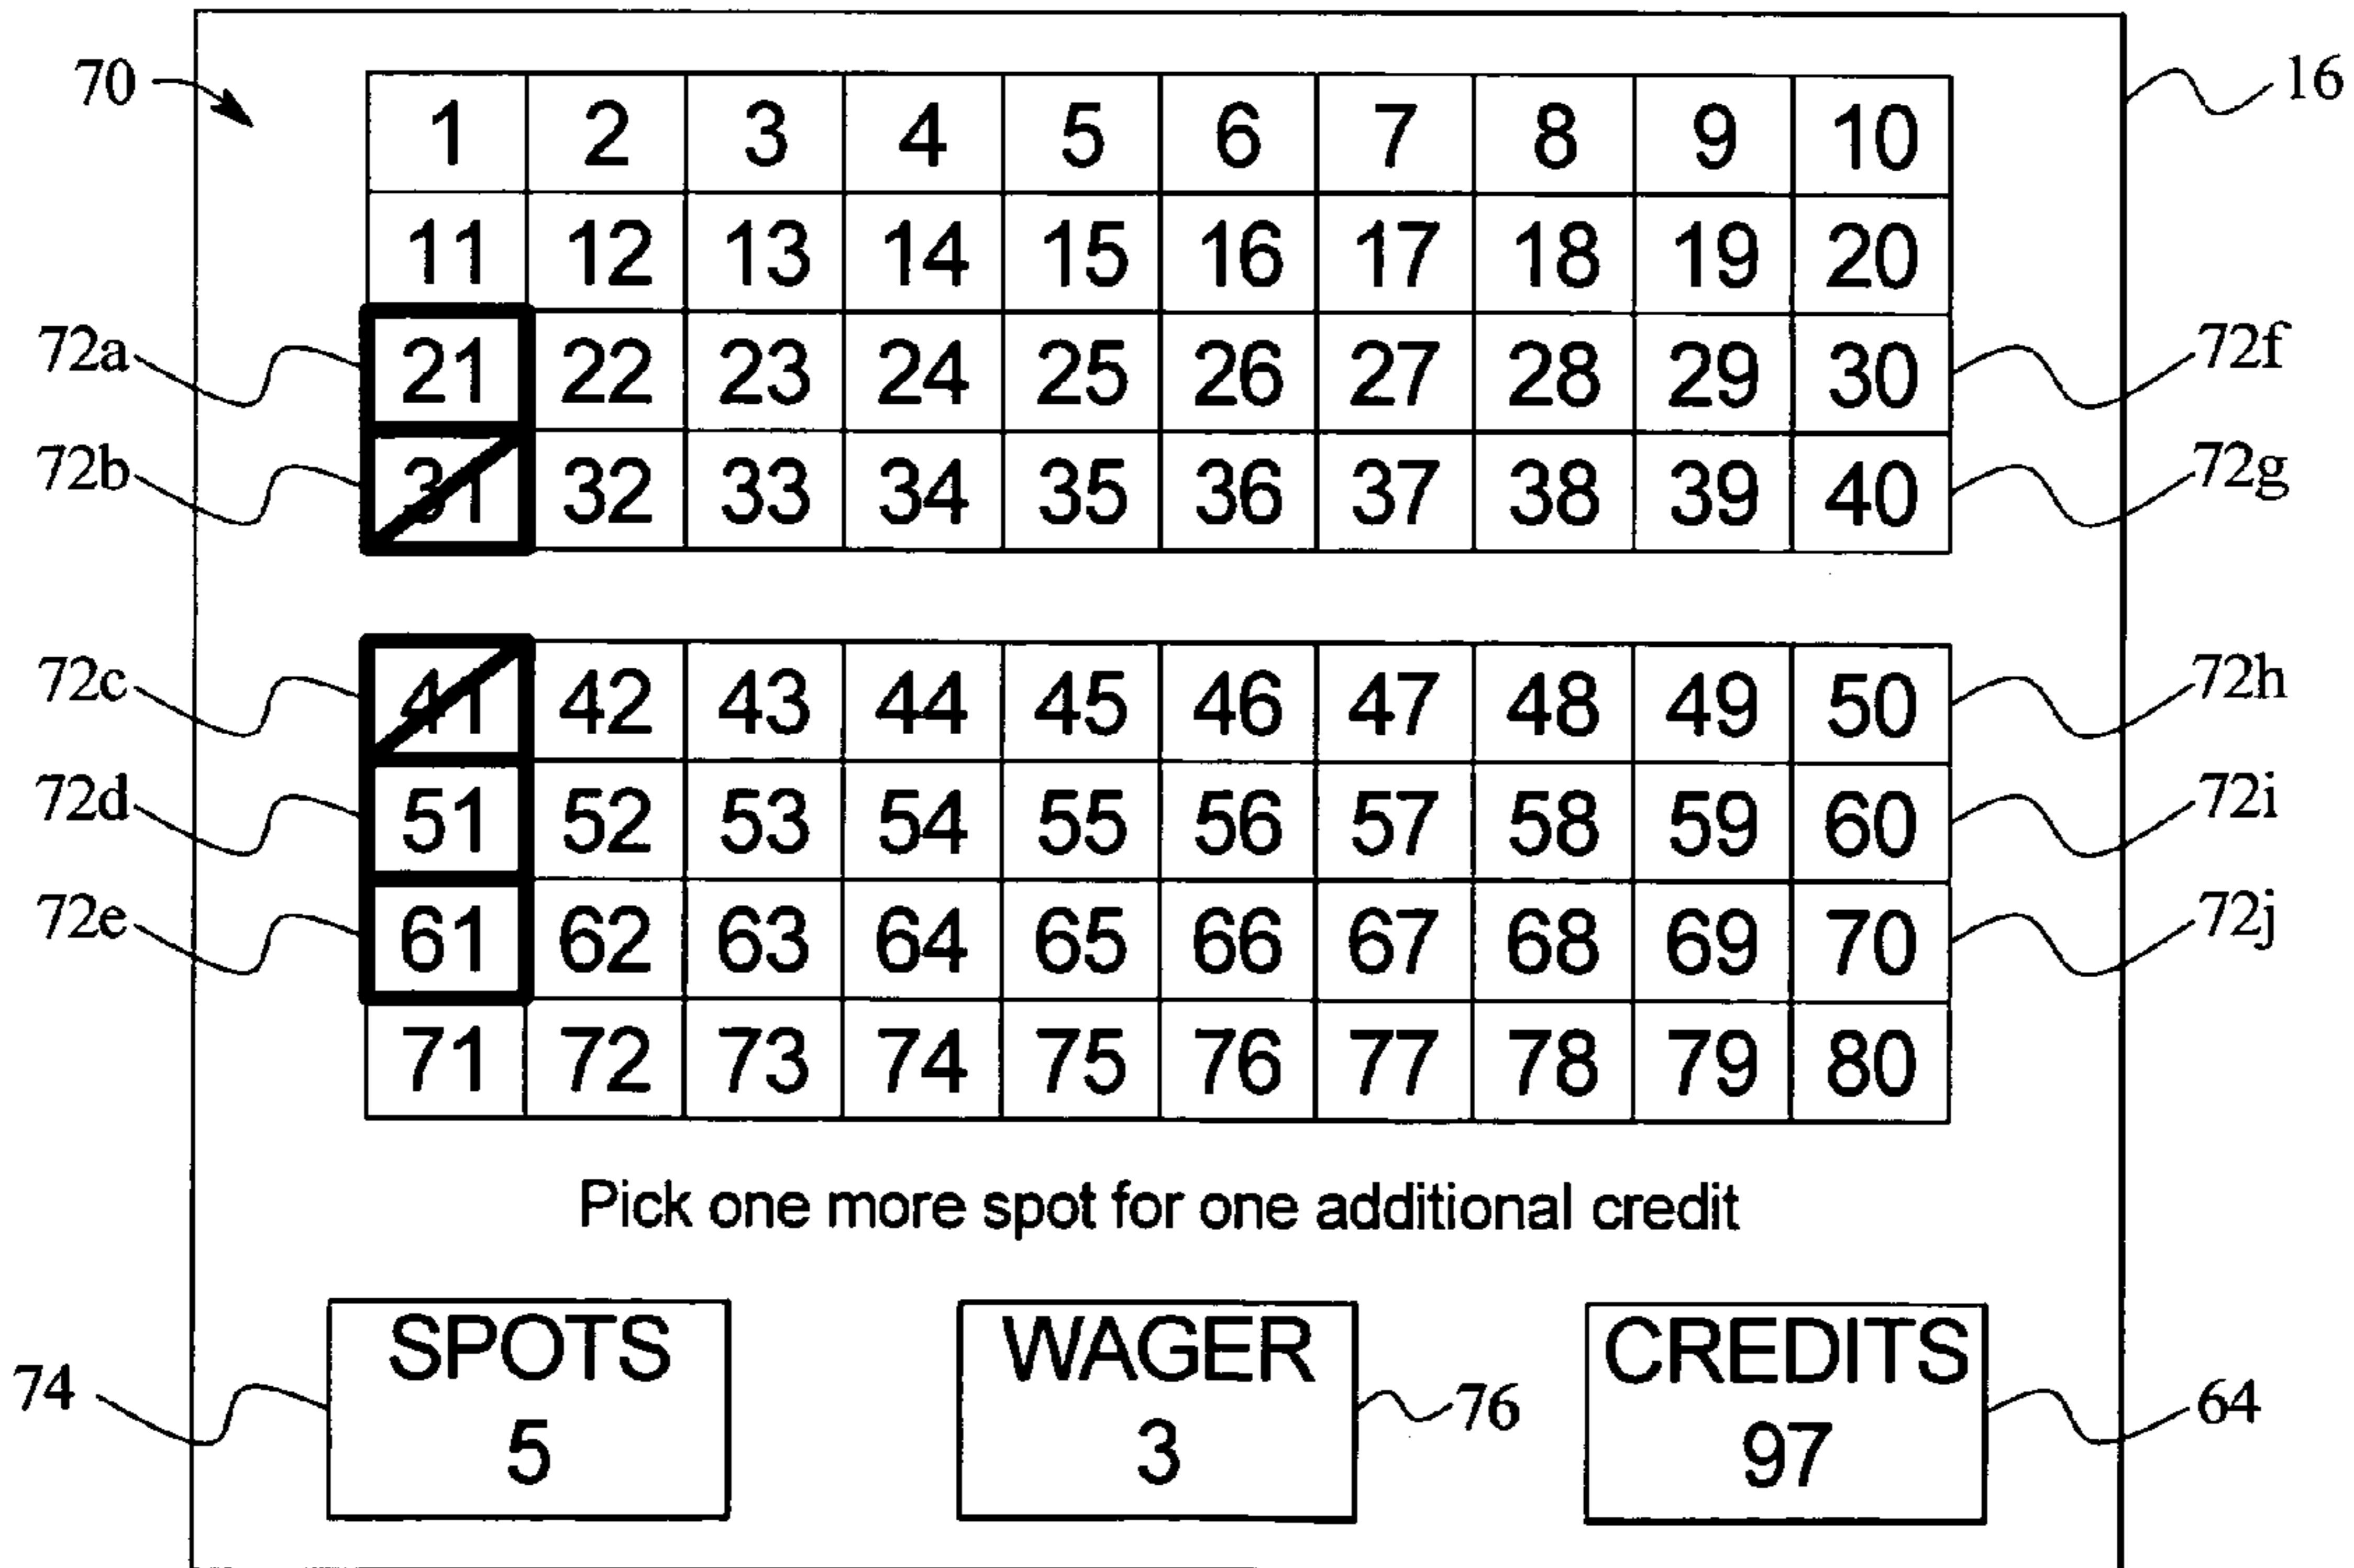 70
16
1 2 3 4 5 6 7 8 9 10
11 12 13 14 15 16 17 18 19 20
72a 21 22 23 24 25 26 27 28 29 30 72f
72b 31 32 33 34 35 36 37 38 39 40 72g
72c 41 42 43 44 45 46 47 48 49 50 72h
72d 51 52 53 54 55 56 57 58 59 60 72i
72e 61 62 63 64 65 66 67 68 69 70 72j
71 72 73 74 75 76 77 78 79 80
Pick one more spot for one additional credit
SPOTS WAGER CREDITS
74 76 64
5 3 97